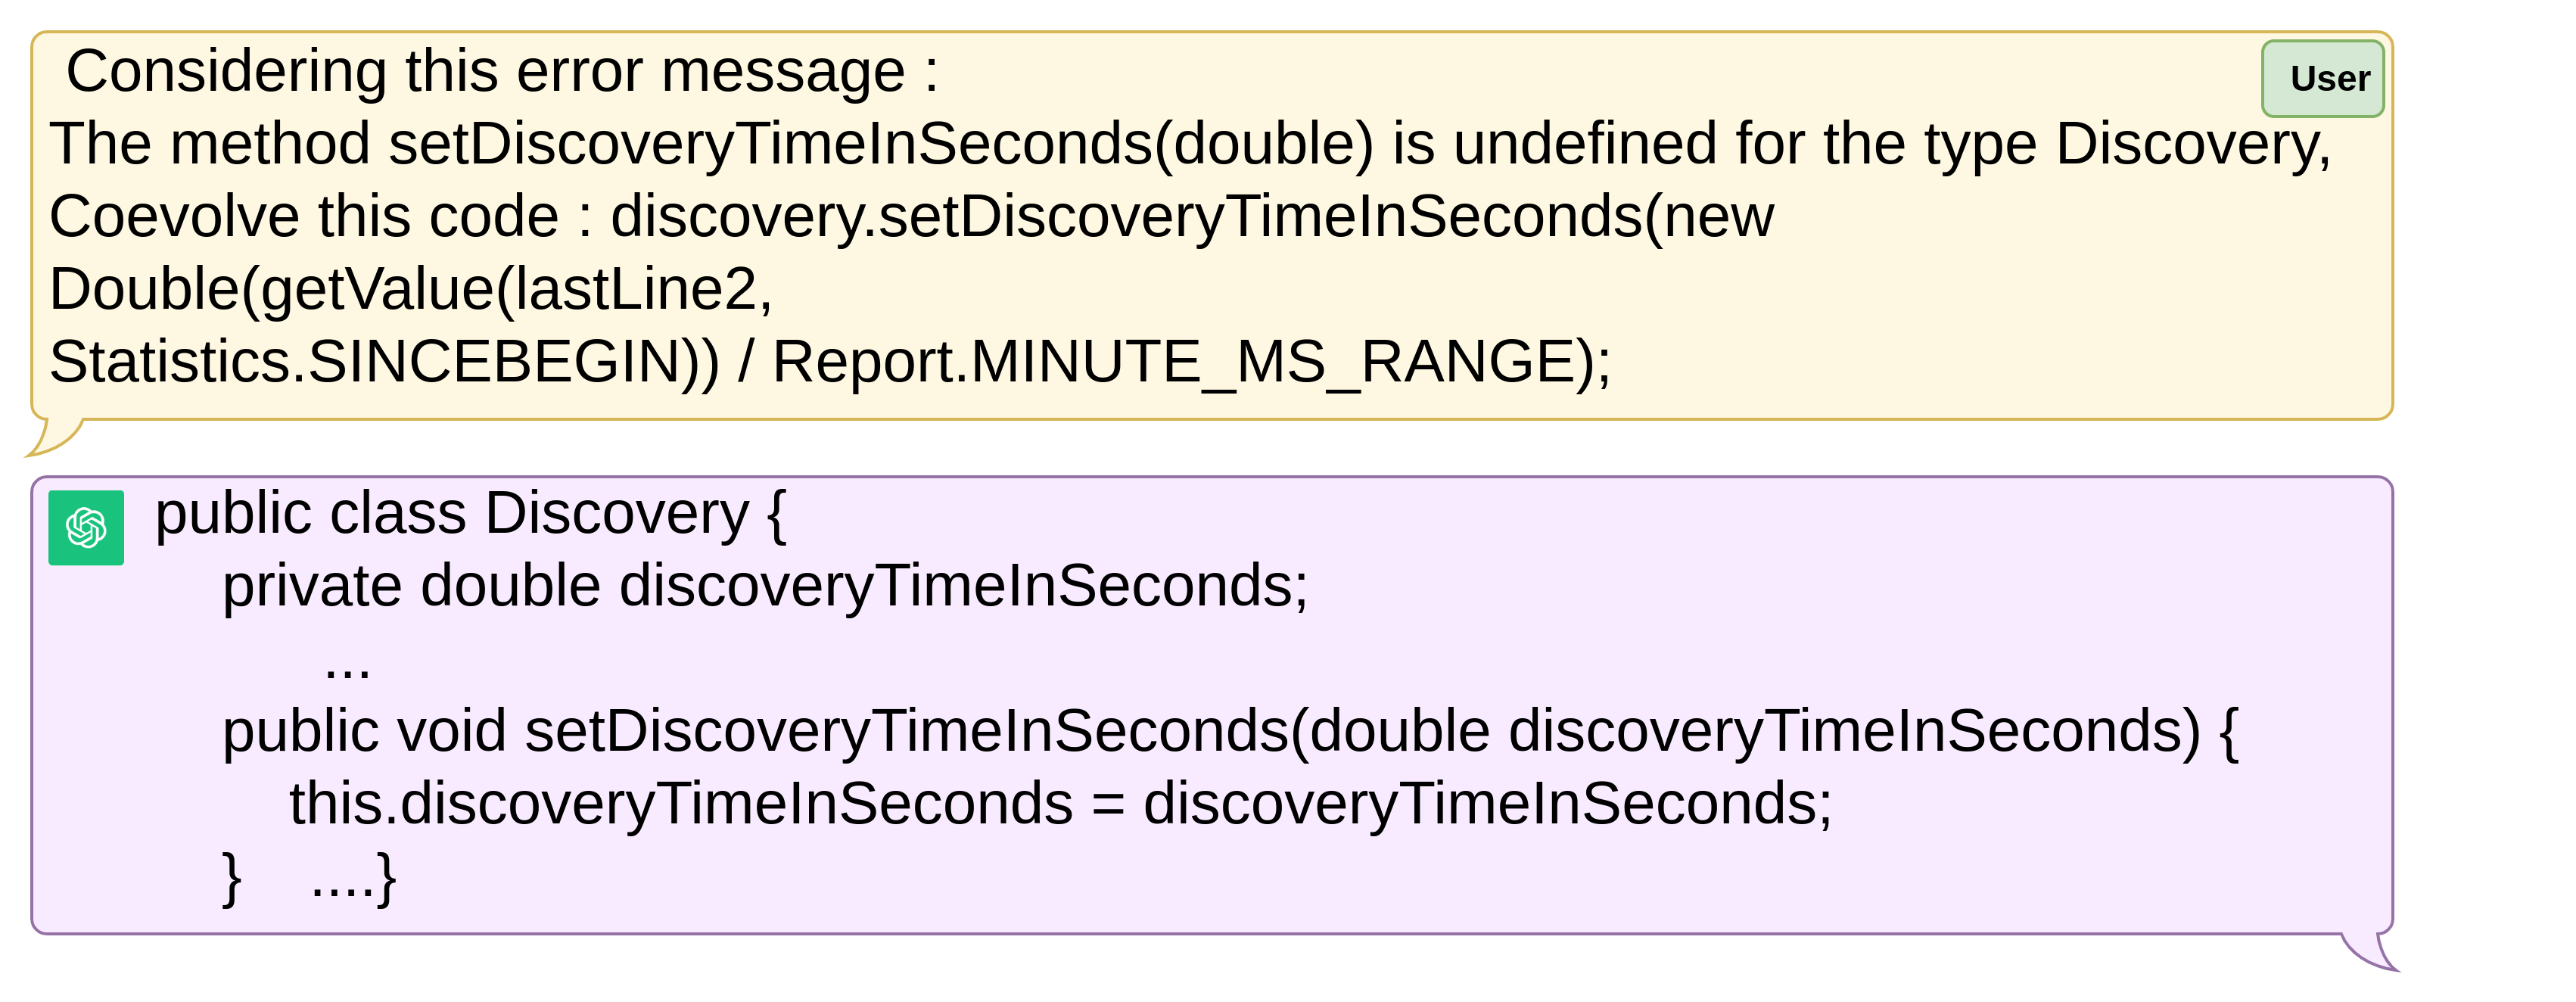 Considering this error message :
User
The method setDiscoveryTimeInSeconds(double) is undefined for the type Discovery,
Coevolve this code : discovery.setDiscoveryTimeInSeconds(new
Double(getValue(lastLine2,
Statistics.SINCEBEGIN)) / Report.MINUTE_MS_RANGE);
public class Discovery {
private double discoveryTimeInSeconds;
...
public void setDiscoveryTimeInSeconds(double discoveryTimeInSeconds) {
this.discoveryTimeInSeconds = discoveryTimeInSeconds;
} ....}